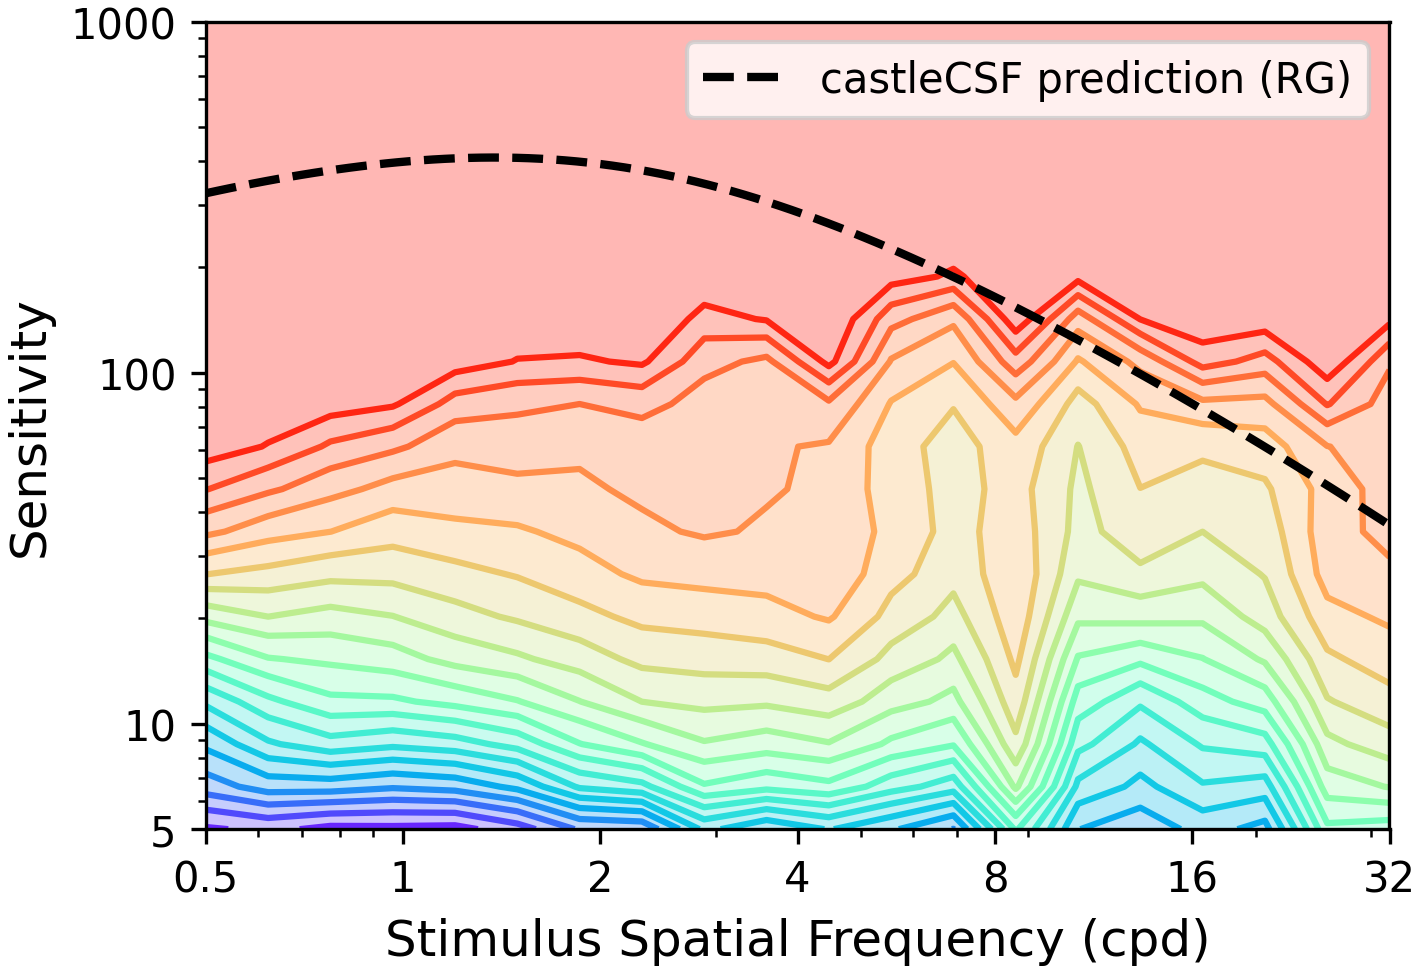 1000
100
10
5
Sensitivity
castleCSF prediction (RG)
0.5 1 2 4 8 16 32
Stimulus Spatial Frequency (cpd)